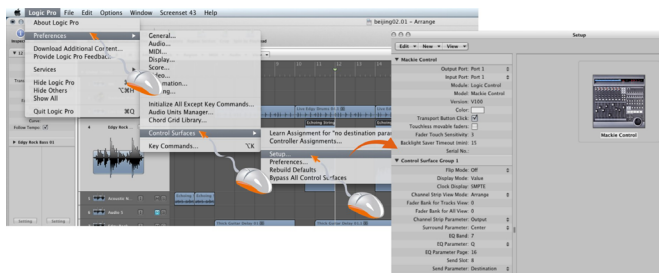 Logic Pro File Edit Options Window Screenset 43 Help
beijing02.01 – Arrange
About Logic Pro
Preferences
Download Additional Content...
Provide Logic Pro Feedback...
Services
Hide Logic Pro
Hide Others ⌥⌘H
Show All
Quit Logic Pro ⌘Q
General...
Audio...
MIDI...
Display...
Score...
Video...
Initialize All Except Key Commands...
Audio Units Manager...
Chord Grid Library...
Control Surfaces
Key Commands... ⌥K
Learn Assignment for "no destination para
Controller Assignments...
Setup...
Preferences...
Rebuild Defaults
Bypass All Control Surfaces
Follow Tempo:
Edgy Rock Bass 01
4 Edgy Rock ...
Setting Setting
Setup
Edit New View
Mackie Control
Output Port: Port 1
Input Port: Port 1
Module: Logic Control
Model: Mackie Control
Version: V100
Color:
Transport Button Click:
Touchless movable faders:
Fader Touch Sensitivity: 3
Backlight Saver Timeout (min): 15
Serial No.:
Control Surface Group 1
Flip Mode: Off
Display Mode: Value
Clock Display: SMPTE
Channel Strip View Mode: Arrange
Fader Bank for Tracks View: 0
Fader Bank for All View: 0
Channel Strip Parameter: Output
Surround Parameter: Center
EQ Band: 7
EQ Parameter: Q
EQ Parameter Page: 16
Send Slot: 8
Send Parameter: Destination
Mackie Control